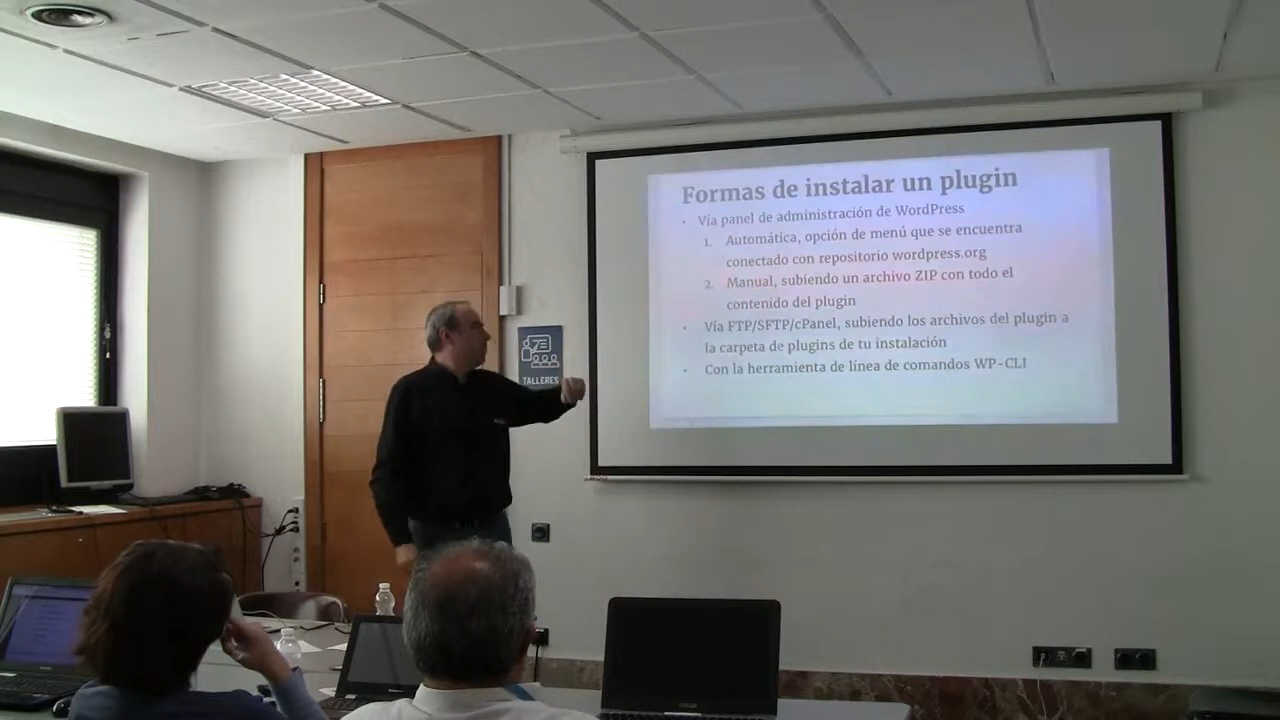 Formas de instalar un plugin
• Vía panel de administración de WordPress
1. Automática, opción de menú que se encuentra
conectado con repositorio wordpress.org
2. Manual, subiendo un archivo ZIP con todo el
contenido del plugin
• Vía FTP/SFTP/cPanel, subiendo los archivos del plugin a
la carpeta de plugins de tu instalación
• Con la herramienta de línea de comandos WP-CLI
TALLERES